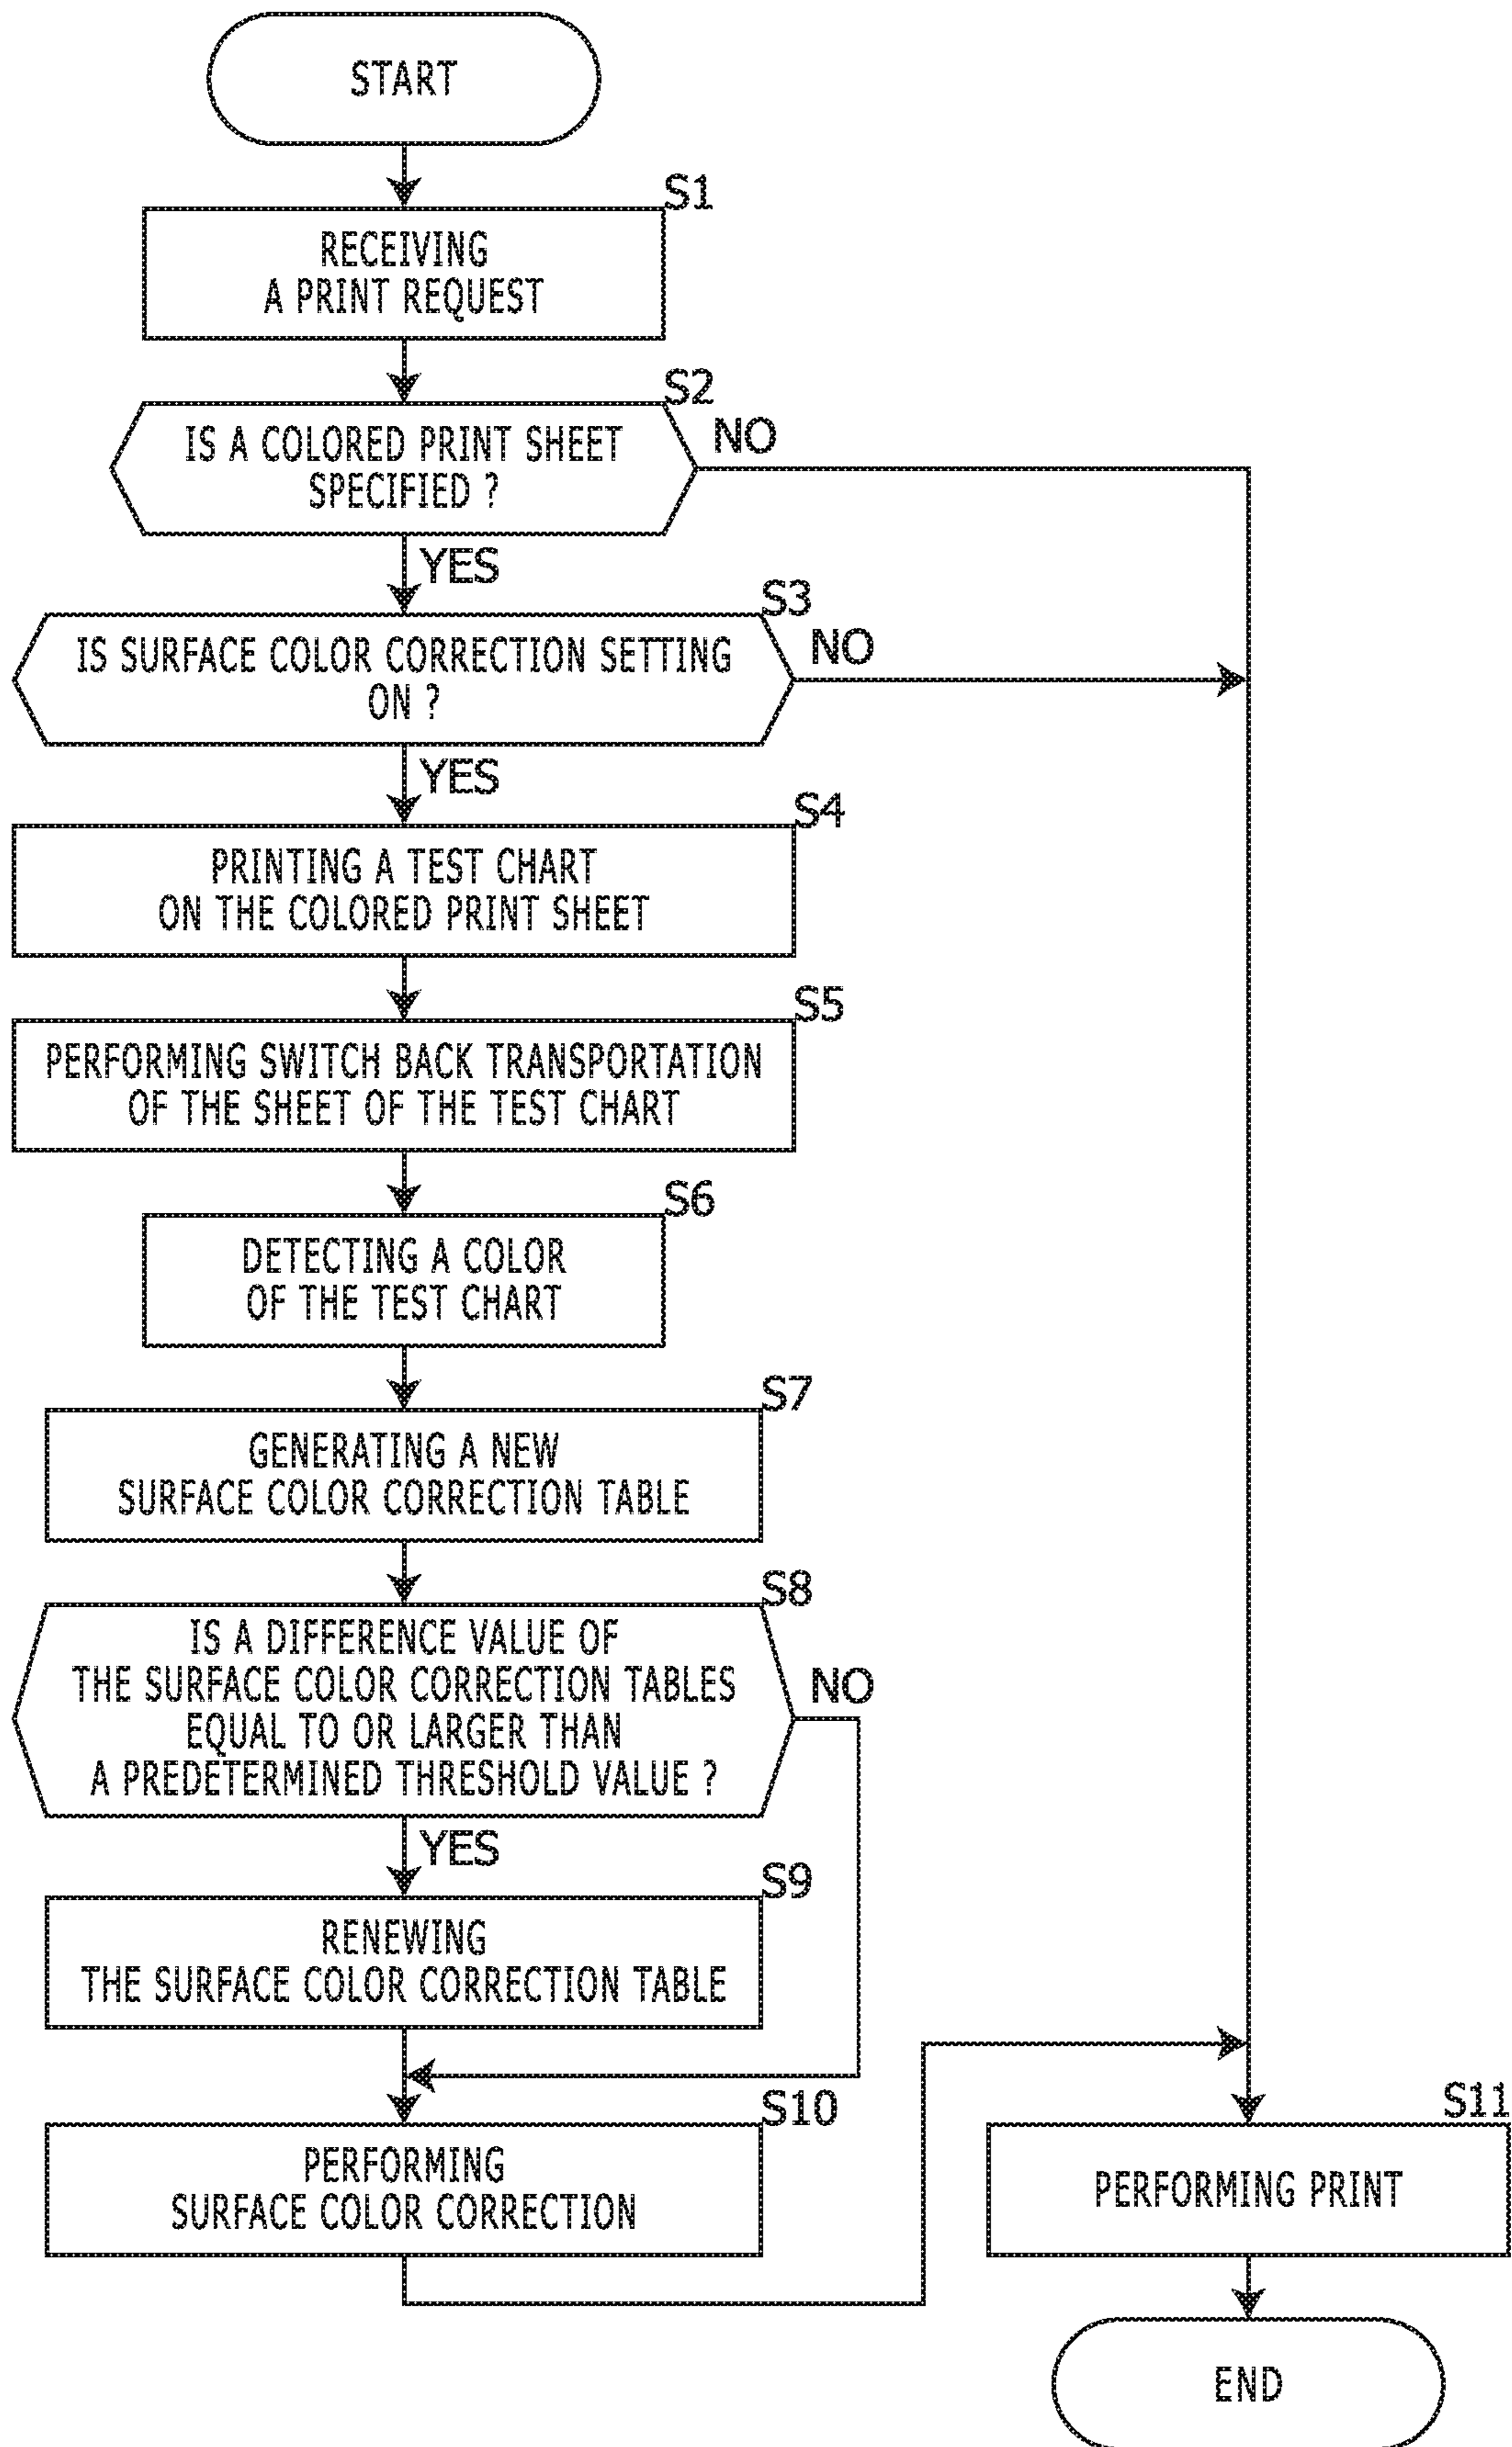 START
S1
RECEIVING
A PRINT REQUEST
S2
IS A COLORED PRINT SHEET
SPECIFIED ?
NO
YES
S3
IS SURFACE COLOR CORRECTION SETTING
ON ?
NO
YES
S4
PRINTING A TEST CHART
ON THE COLORED PRINT SHEET
S5
PERFORMING SWITCH BACK TRANSPORTATION
OF THE SHEET OF THE TEST CHART
S6
DETECTING A COLOR
OF THE TEST CHART
S7
GENERATING A NEW
SURFACE COLOR CORRECTION TABLE
S8
IS A DIFFERENCE VALUE OF
THE SURFACE COLOR CORRECTION TABLES
EQUAL TO OR LARGER THAN
A PREDETERMINED THRESHOLD VALUE ?
NO
YES
S9
RENEWING
THE SURFACE COLOR CORRECTION TABLE
S10
PERFORMING
SURFACE COLOR CORRECTION
S11
PERFORMING PRINT
END